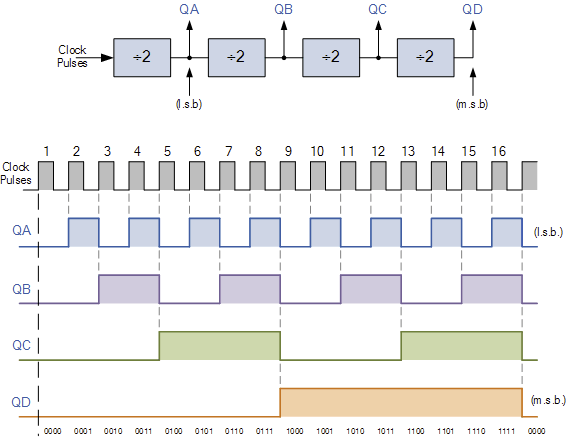 QA QB QC QD
Clock
Pulses
÷2 ÷2 ÷2 ÷2
(l.s.b) (m.s.b)
1 2 3 4 5 6 7 8 9 10 11 12 13 14 15 16
Clock
Pulses
QA (l.s.b.)
QB
QC
QD (m.s.b.)
0000 0001 0010 0011 0100 0101 0110 0111 1000 1001 1010 1011 1100 1101 1110 1111 0000